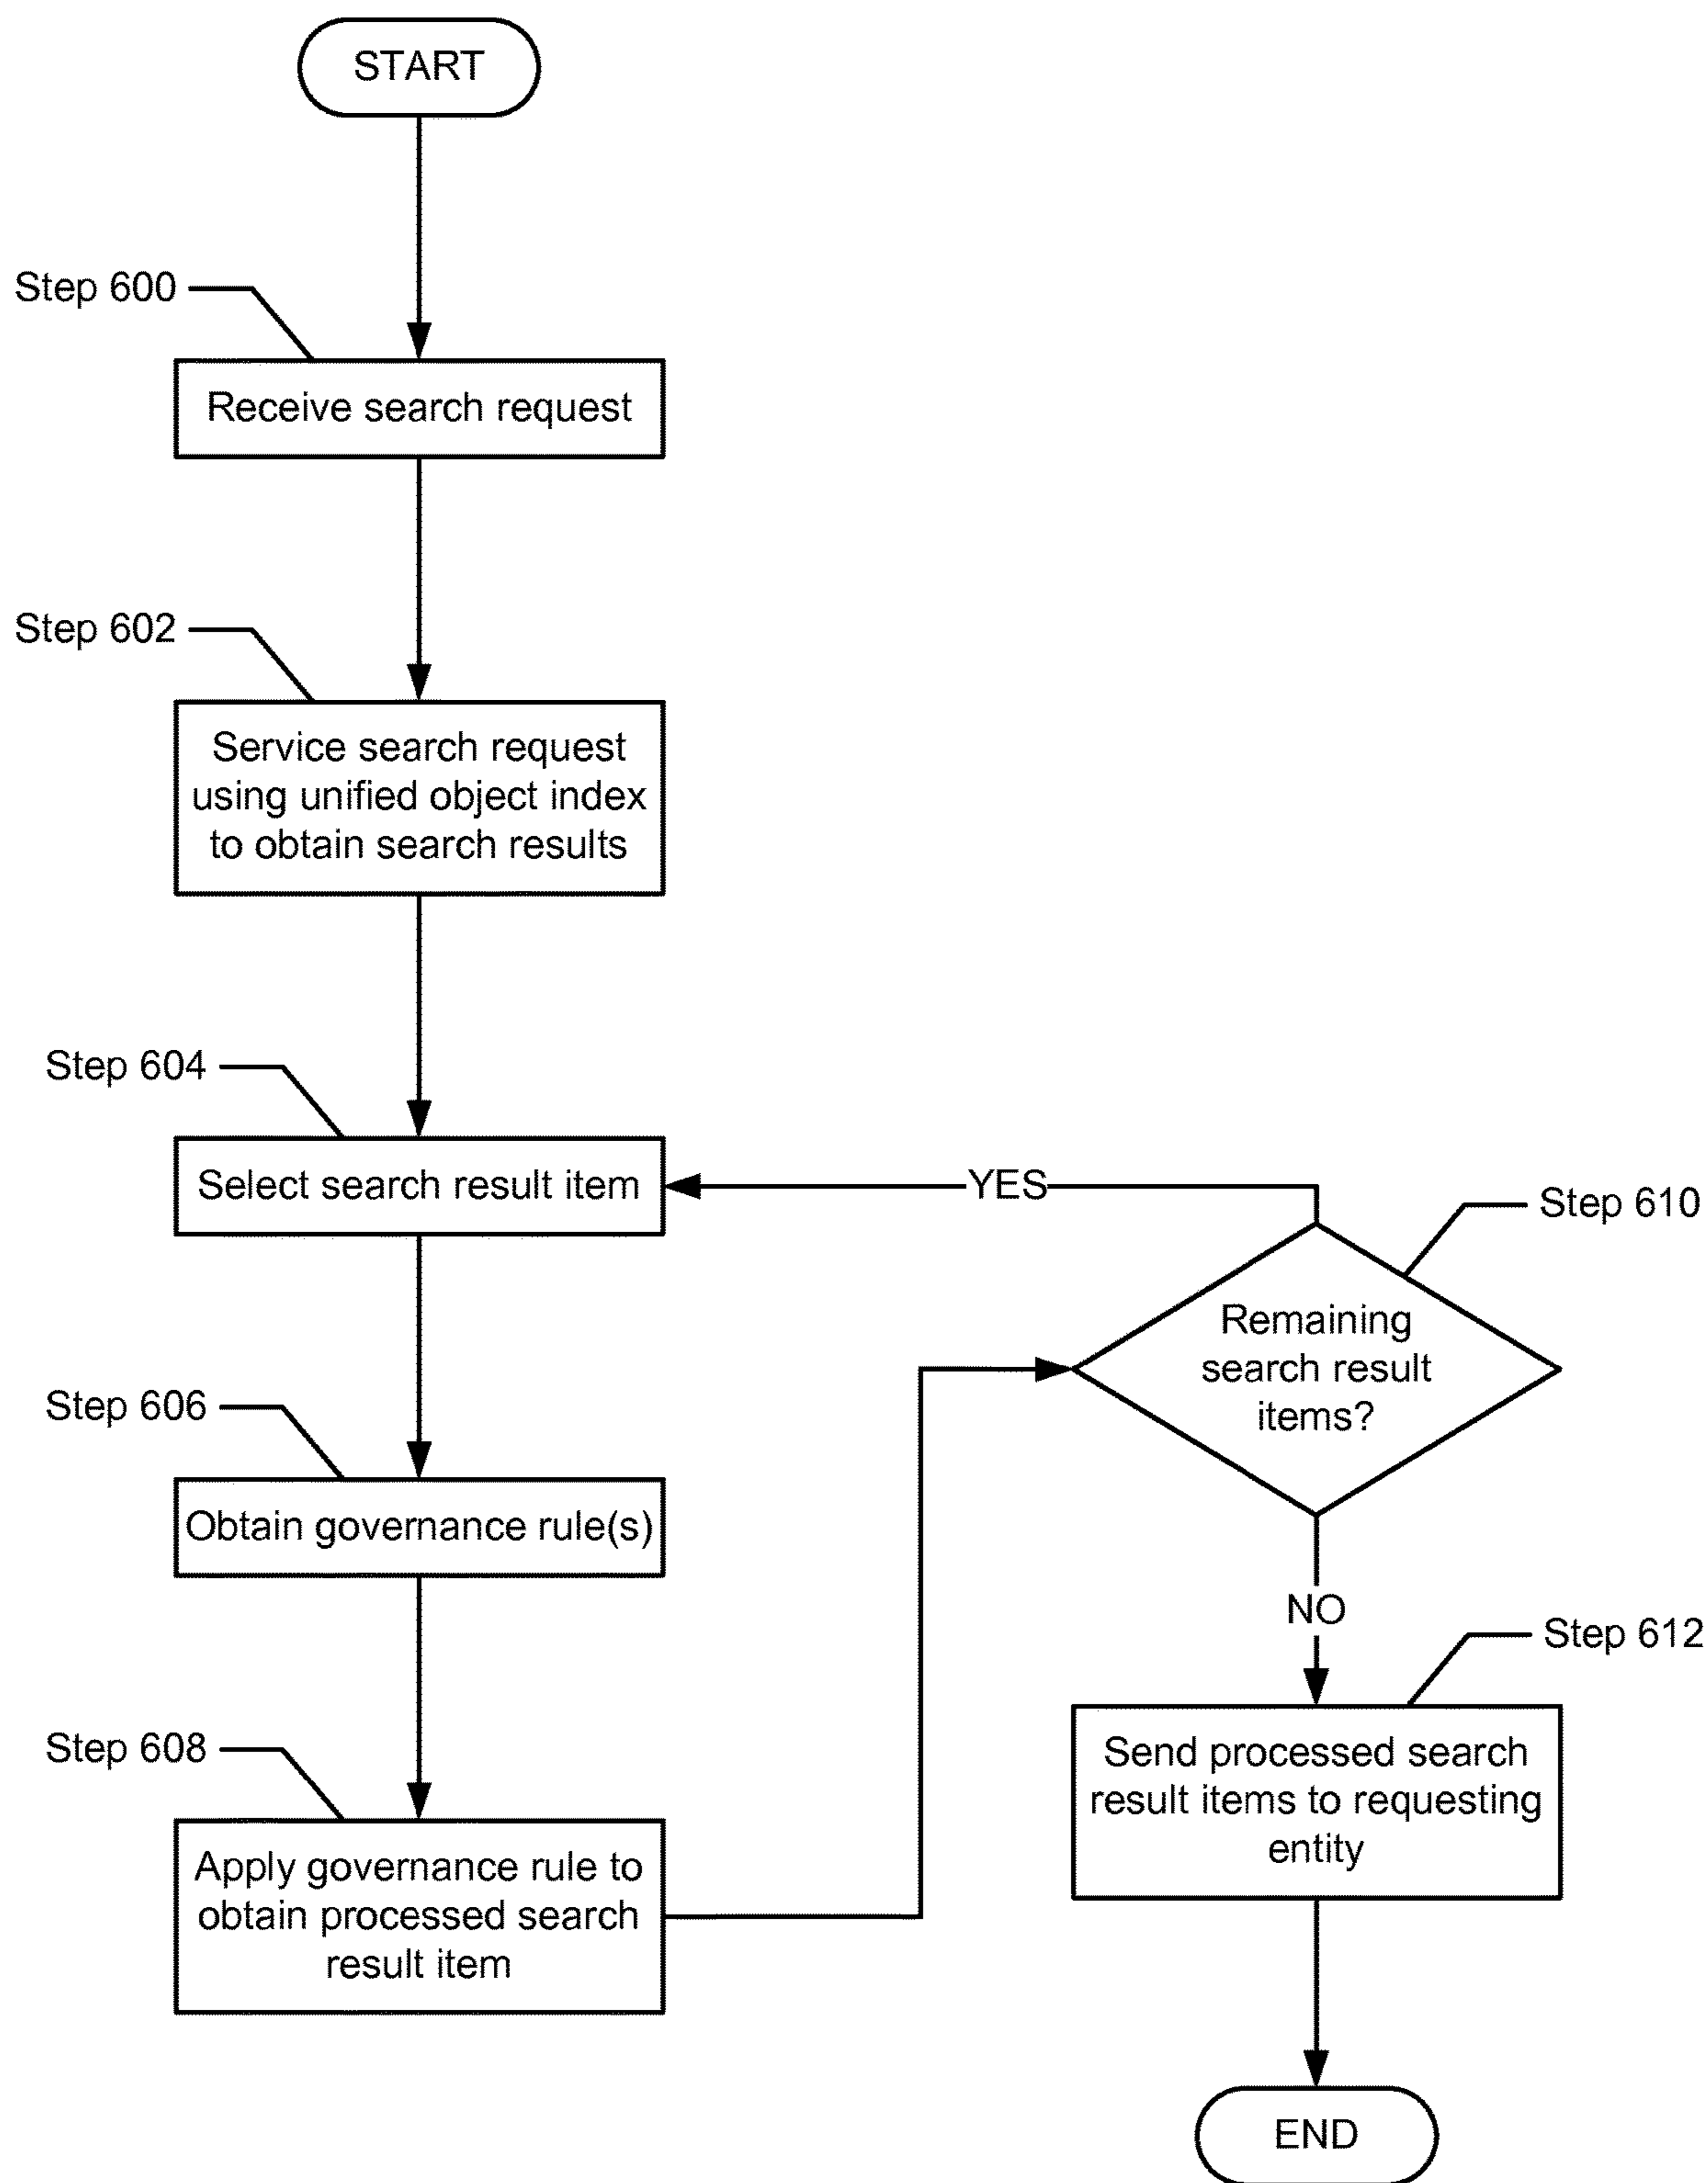 START
Step 600
Receive search request
Step 602
Service search request
using unified object index
to obtain search results
Step 604
Select search result item
YES
Step 610
Remaining
search result
items?
Step 606
Obtain governance rule(s)
NO
Step 612
Step 608
Send processed search
result items to requesting
entity
Apply governance rule to
obtain processed search
result item
END